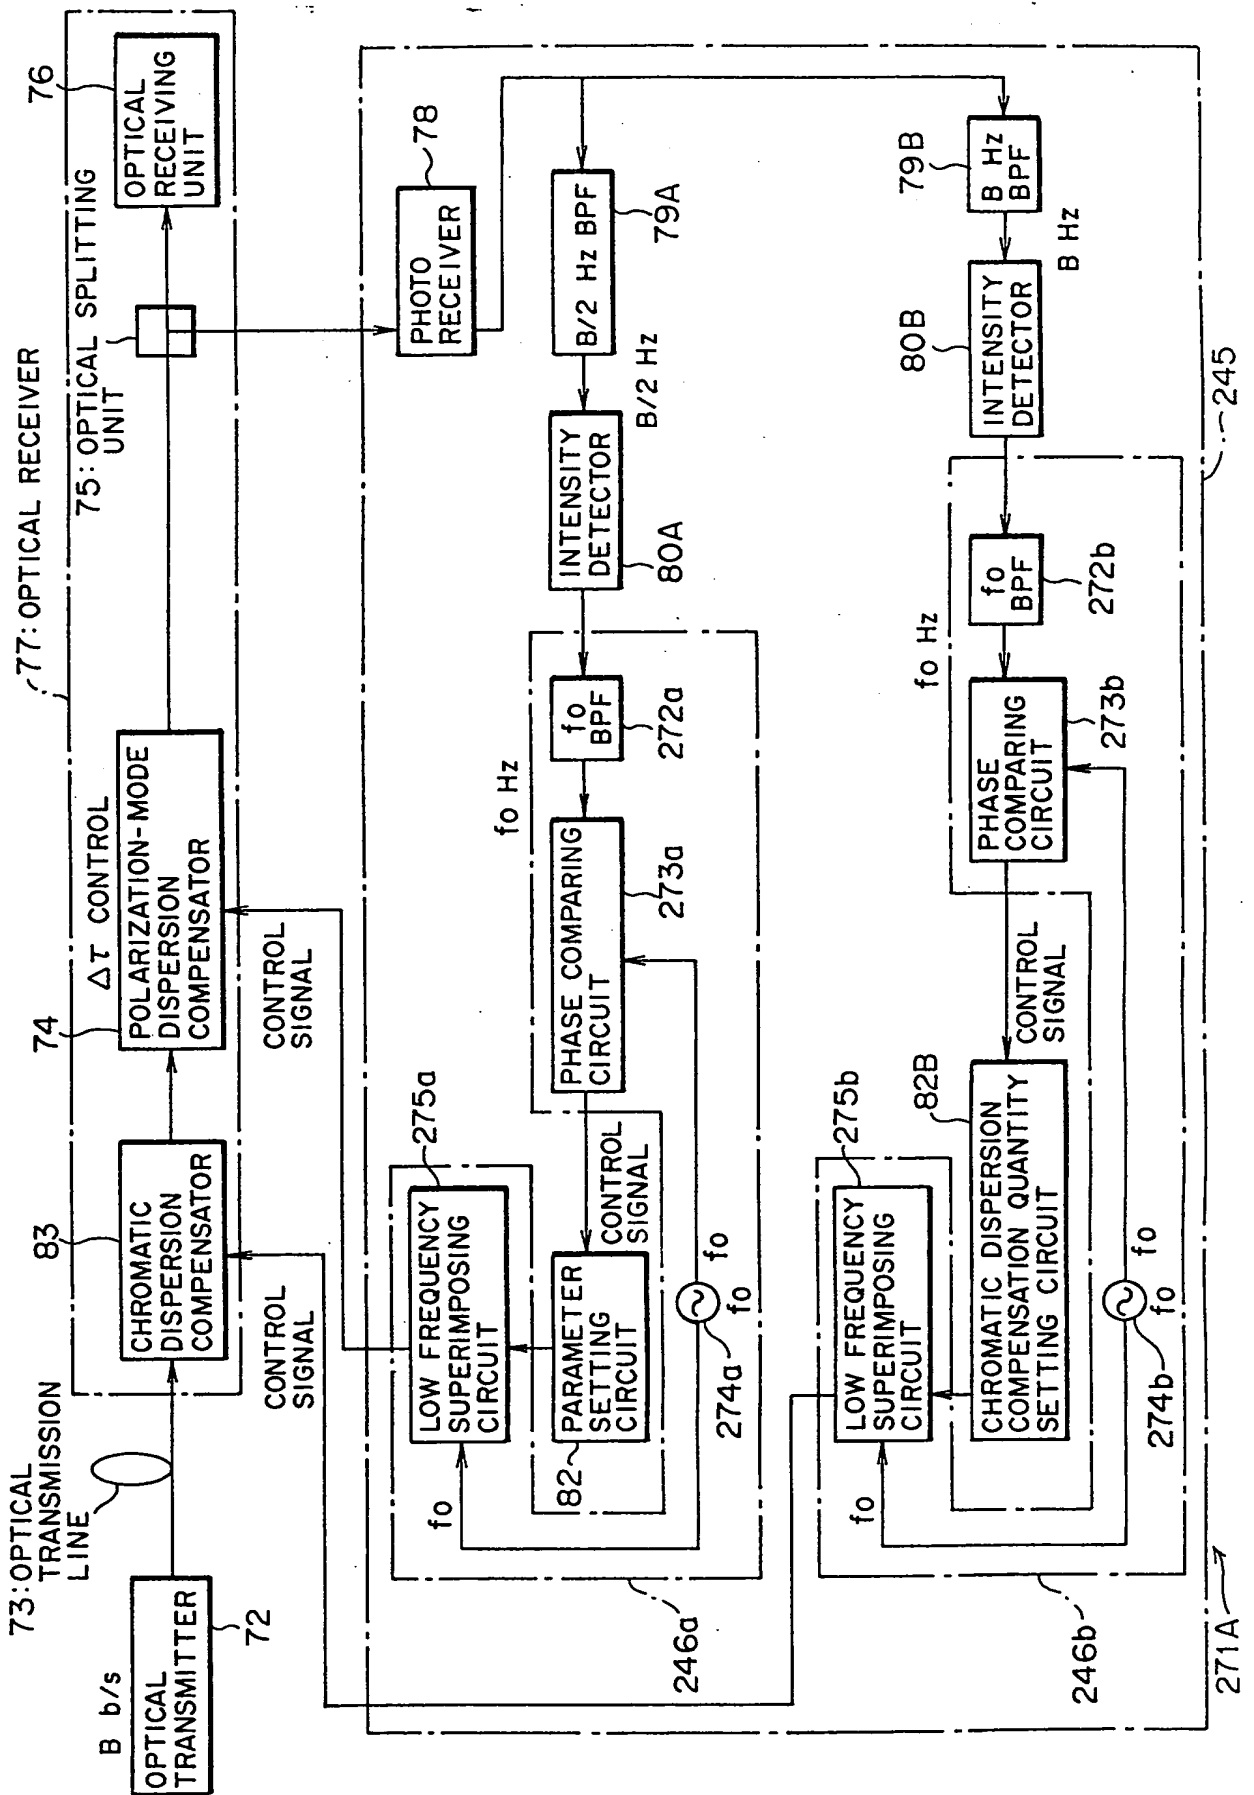 77:OPTICAL RECEIVER
73:OPTICAL
TRANSMISSION
LINE
B b/s
OPTICAL
TRANSMITTER
72
83
CHROMATIC
DISPERSION
COMPENSATOR
74
Δτ CONTROL
POLARIZATION-MODE
DISPERSION
COMPENSATOR
75:OPTICAL SPLITTING
UNIT
76
OPTICAL
RECEIVING
UNIT
CONTROL
SIGNAL
CONTROL
SIGNAL
PHOTO
RECEIVER
78
275a
LOW FREQUENCY
SUPERIMPOSING
CIRCUIT
fo
82
PARAMETER
SETTING
CIRCUIT
CONTROL
SIGNAL
PHASE COMPARING
CIRCUIT
273a
fo Hz
fo
BPF
272a
INTENSITY
DETECTOR
80A
B/2 Hz
B/2 Hz BPF
79A
fo
fo
274a
246a
275b
LOW FREQUENCY
SUPERIMPOSING
CIRCUIT
fo
82B
CHROMATIC DISPERSION
COMPENSATION QUANTITY
SETTING CIRCUIT
CONTROL
SIGNAL
PHASE
COMPARING
CIRCUIT
273b
fo Hz
fo
BPF
272b
80B
INTENSITY
DETECTOR
B Hz
79B
B Hz
BPF
fo
fo
274b
246b
245
271A